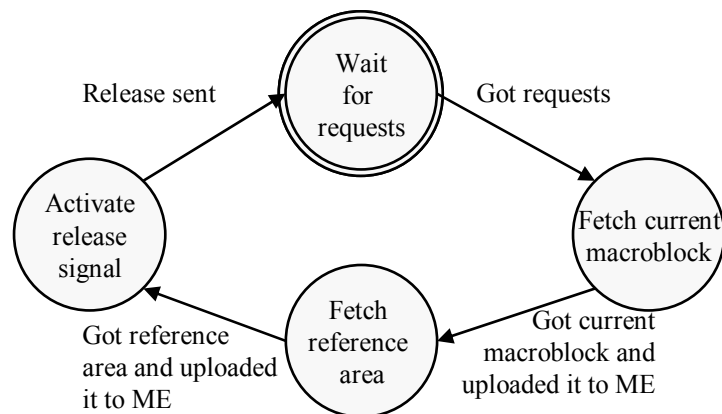 Wait
for
requests
Release sent
Got requests
Activate
release
signal
Fetch current
macroblock
Fetch
reference
area
Got reference
area and uploaded
it to ME
Got current
macroblock and
uploaded it to ME